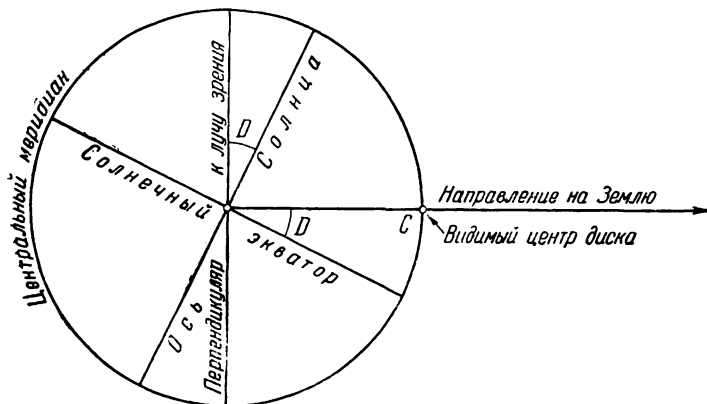 Центральный меридиан
Перпендикуляр к лучу зрения
Ось Солнца
Солнечный экватор
D
D
C
Направление на Землю
Видимый центр диска